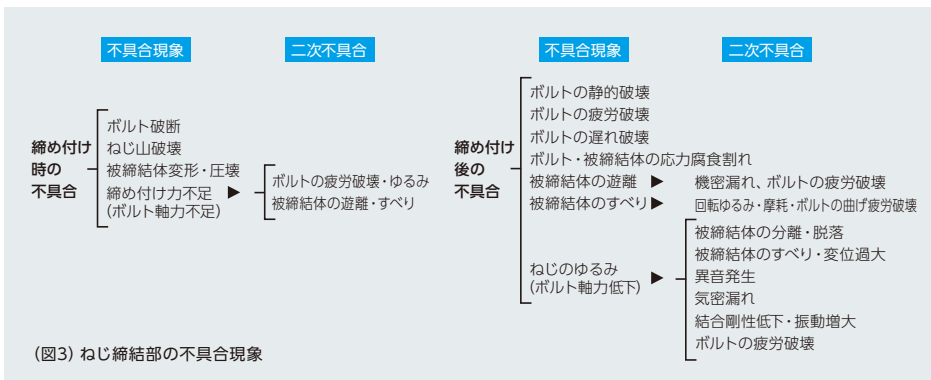 不具合現象
二次不具合
締め付け
時の
不具合
ボルト破断
ねじ山破壊
被締結体変形・圧壊
締め付け力不足 ▶
(ボルト軸力不足)
ボルトの疲労破壊・ゆるみ
被締結体の遊離・すべり
不具合現象
二次不具合
締め付け
後の
不具合
ボルトの静的破壊
ボルトの疲労破壊
ボルトの遅れ破壊
ボルト・被締結体の応力腐食割れ
被締結体の遊離 ▶ 機密漏れ、ボルトの疲労破壊
被締結体のすべり ▶ 回転ゆるみ・摩耗・ボルトの曲げ疲労破壊
ねじのゆるみ ▶
(ボルト軸力低下)
被締結体の分離・脱落
被締結体のすべり・変位過大
異音発生
気密漏れ
結合剛性低下・振動増大
ボルトの疲労破壊
(図3) ねじ締結部の不具合現象